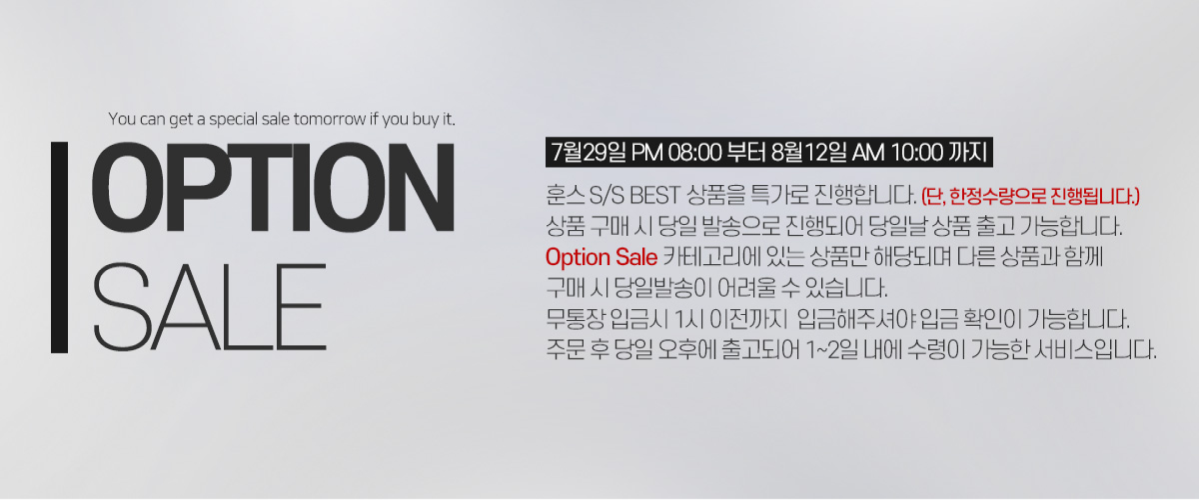 You can get a special sale tomorrow if you buy it.
OPTION
SALE
7월29일 PM 08:00 부터 8월12일 AM 10:00 까지
훈스 S/S BEST 상품을 특가로 진행합니다. (단, 한정수량으로 진행됩니다.)
상품 구매 시 당일 발송으로 진행되어 당일날 상품 출고 가능합니다.
Option Sale 카테고리에 있는 상품만 해당되며 다른 상품과 함께
구매 시 당일발송이 어려울 수 있습니다.
무통장 입금시 1시 이전까지 입금해주셔야 입금 확인이 가능합니다.
주문 후 당일 오후에 출고되어 1~2일 내에 수령이 가능한 서비스입니다.